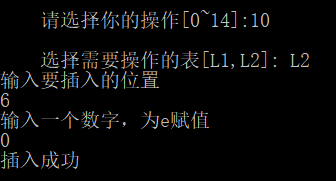 请选择你的操作[0~14]:10
选择需要操作的表[L1,L2]: L2
输入要插入的位置
6
输入一个数字，为e赋值
0
插入成功